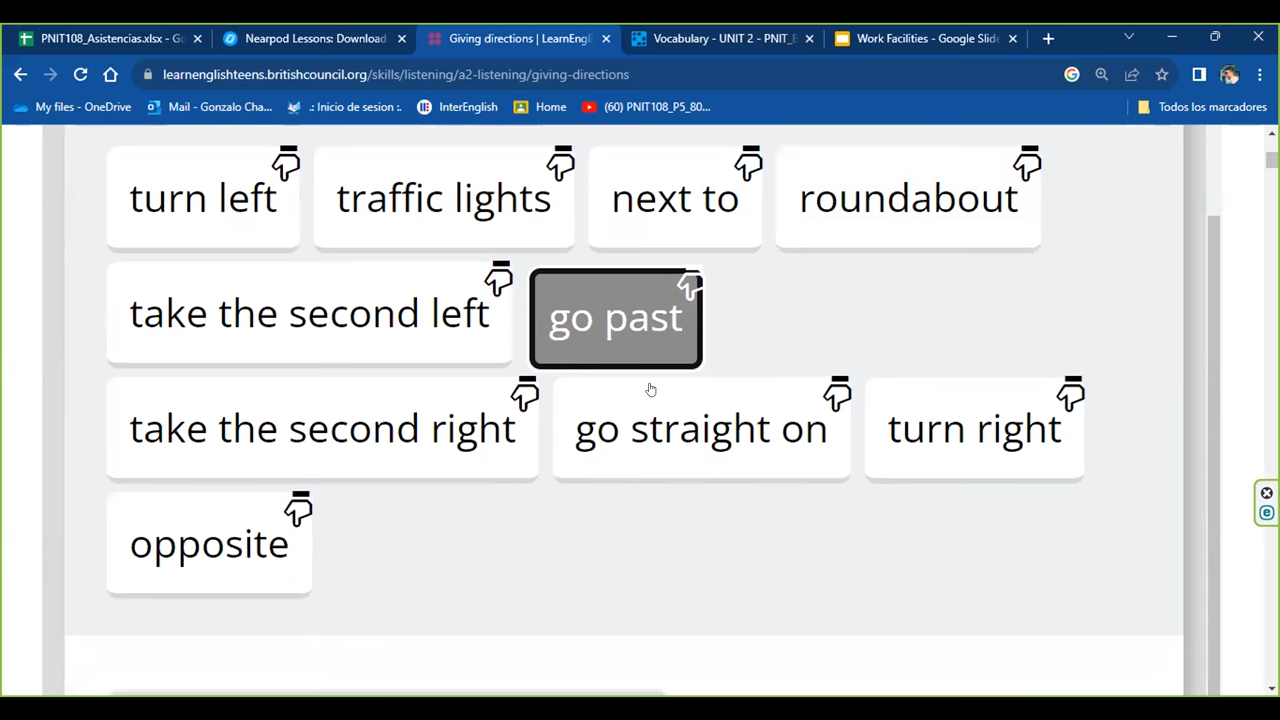 PNIT108_Asistencias.xlsx - Go
Nearpod Lessons: Download
Giving directions | LearnEngli
Vocabulary - UNIT 2 - PNIT_E
Work Facilities - Google Slide
learnenglishteens.britishcouncil.org/skills/listening/a2-listening/giving-directions
My files - OneDrive
Mail - Gonzalo Cha...
.: Inicio de sesion :.
InterEnglish
Home
(60) PNIT108_P5_80...
Todos los marcadores
turn left
traffic lights
next to
roundabout
take the second left
go past
take the second right
go straight on
turn right
opposite